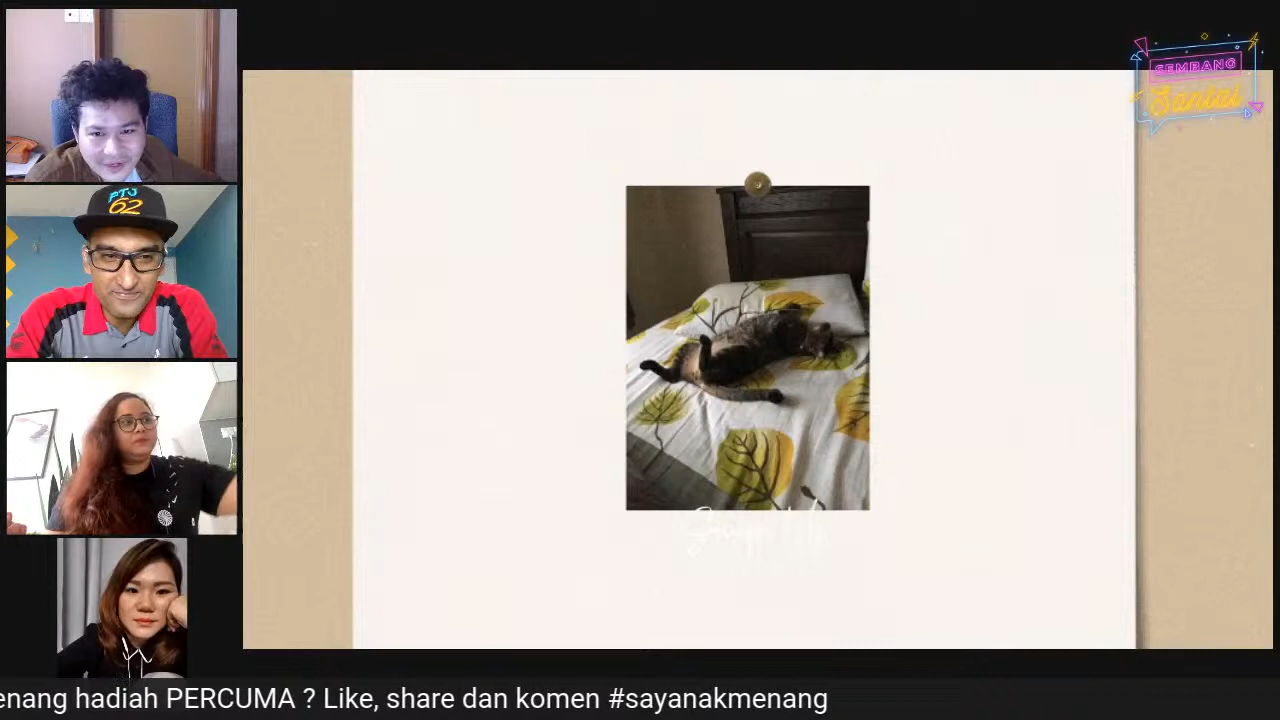 SEMBANG
Santai
PTJ
62
enang hadiah PERCUMA ? Like, share dan komen #sayanakmenang